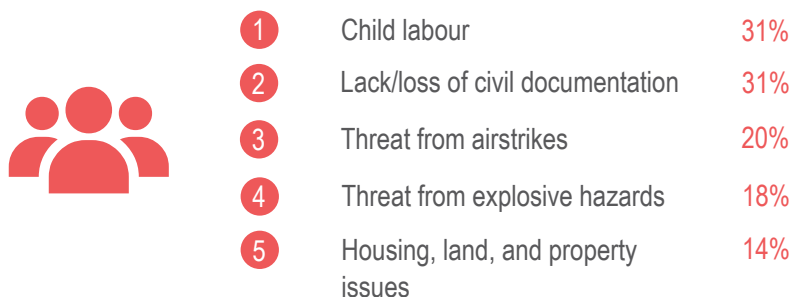 1 Child labour 31%
2 Lack/loss of civil documentation 31%
3 Threat from airstrikes 20%
4 Threat from explosive hazards 18%
5 Housing, land, and property 14%
issues